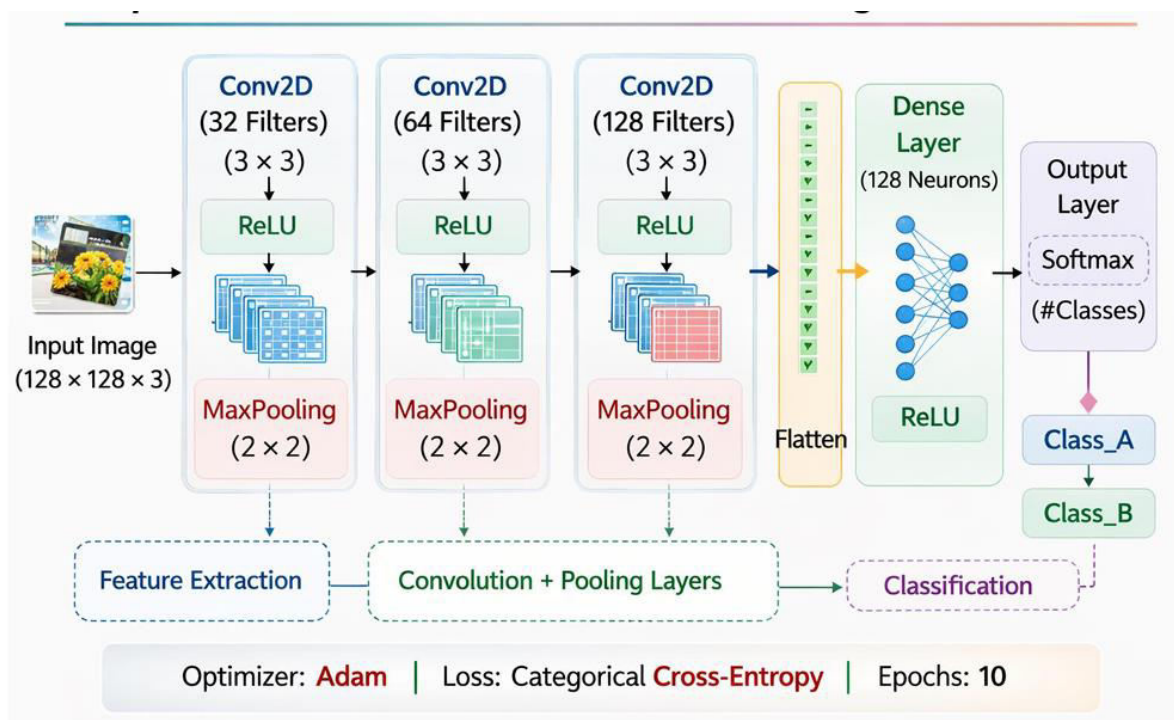 Conv2D
(32 Filters)
(3 × 3)
ReLU
MaxPooling
(2 × 2)
Conv2D
(64 Filters)
(3 × 3)
ReLU
MaxPooling
(2 × 2)
Conv2D
(128 Filters)
(3 × 3)
ReLU
MaxPooling
(2 × 2)
Input Image
(128 × 128 × 3)
Flatten
Dense
Layer
(128 Neurons)
ReLU
Output
Layer
Softmax
(#Classes)
Class_A
Class_B
Feature Extraction
Convolution + Pooling Layers
Classification
Optimizer: Adam | Loss: Categorical Cross-Entropy | Epochs: 10